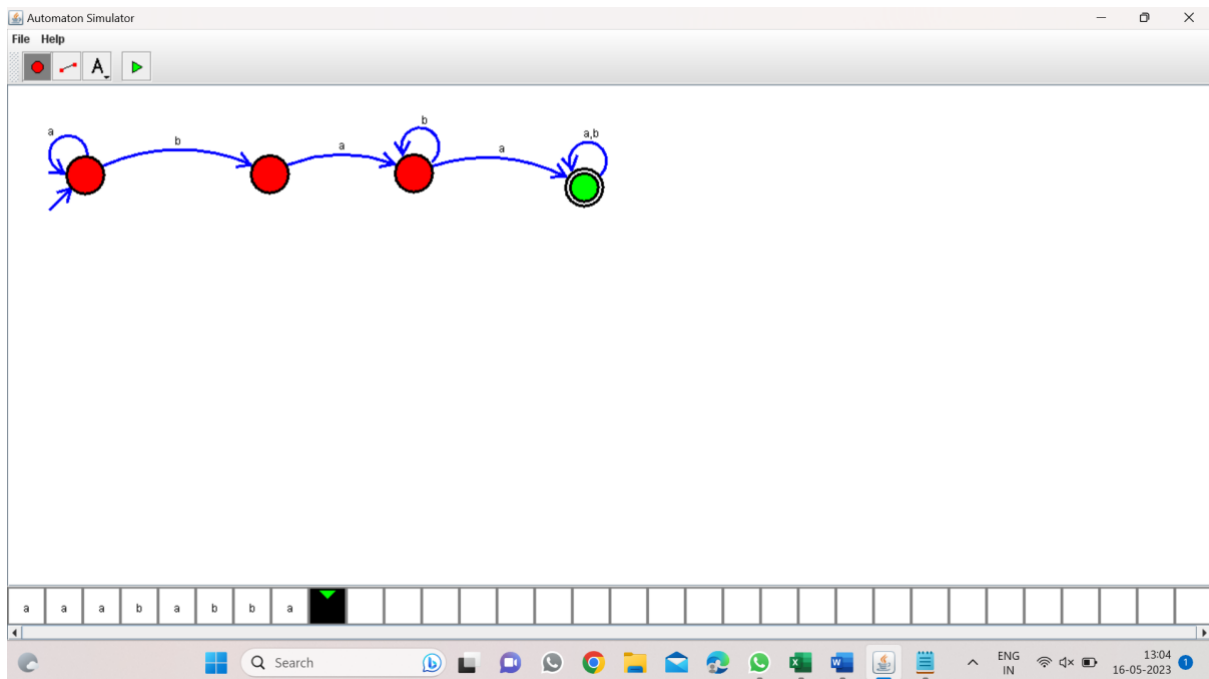 Automaton Simulator
File Help
A
a
b
a
b
a
a,b
a a a b a b b a
Search
ENG
IN
13:04
16-05-2023
1